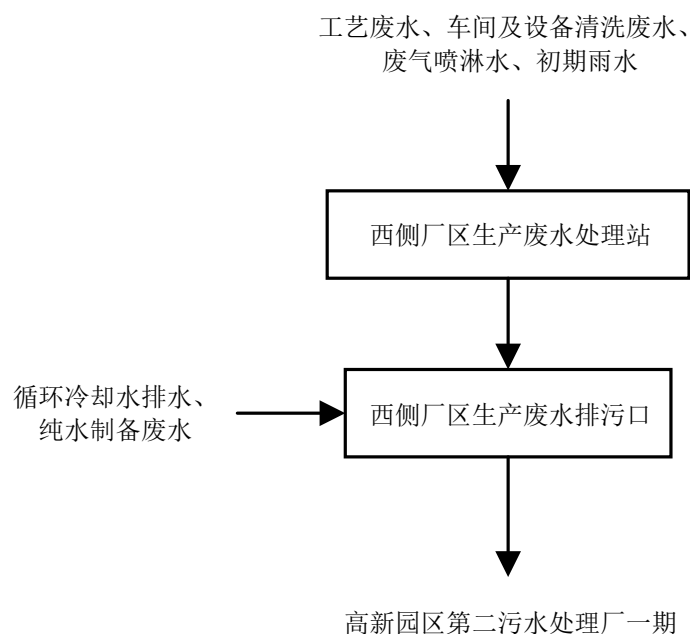 工艺废水、车间及设备清洗废水、
废气喷淋水、初期雨水
西侧厂区生产废水处理站
循环冷却水排水、
纯水制备废水
西侧厂区生产废水排污口
高新园区第二污水处理厂一期